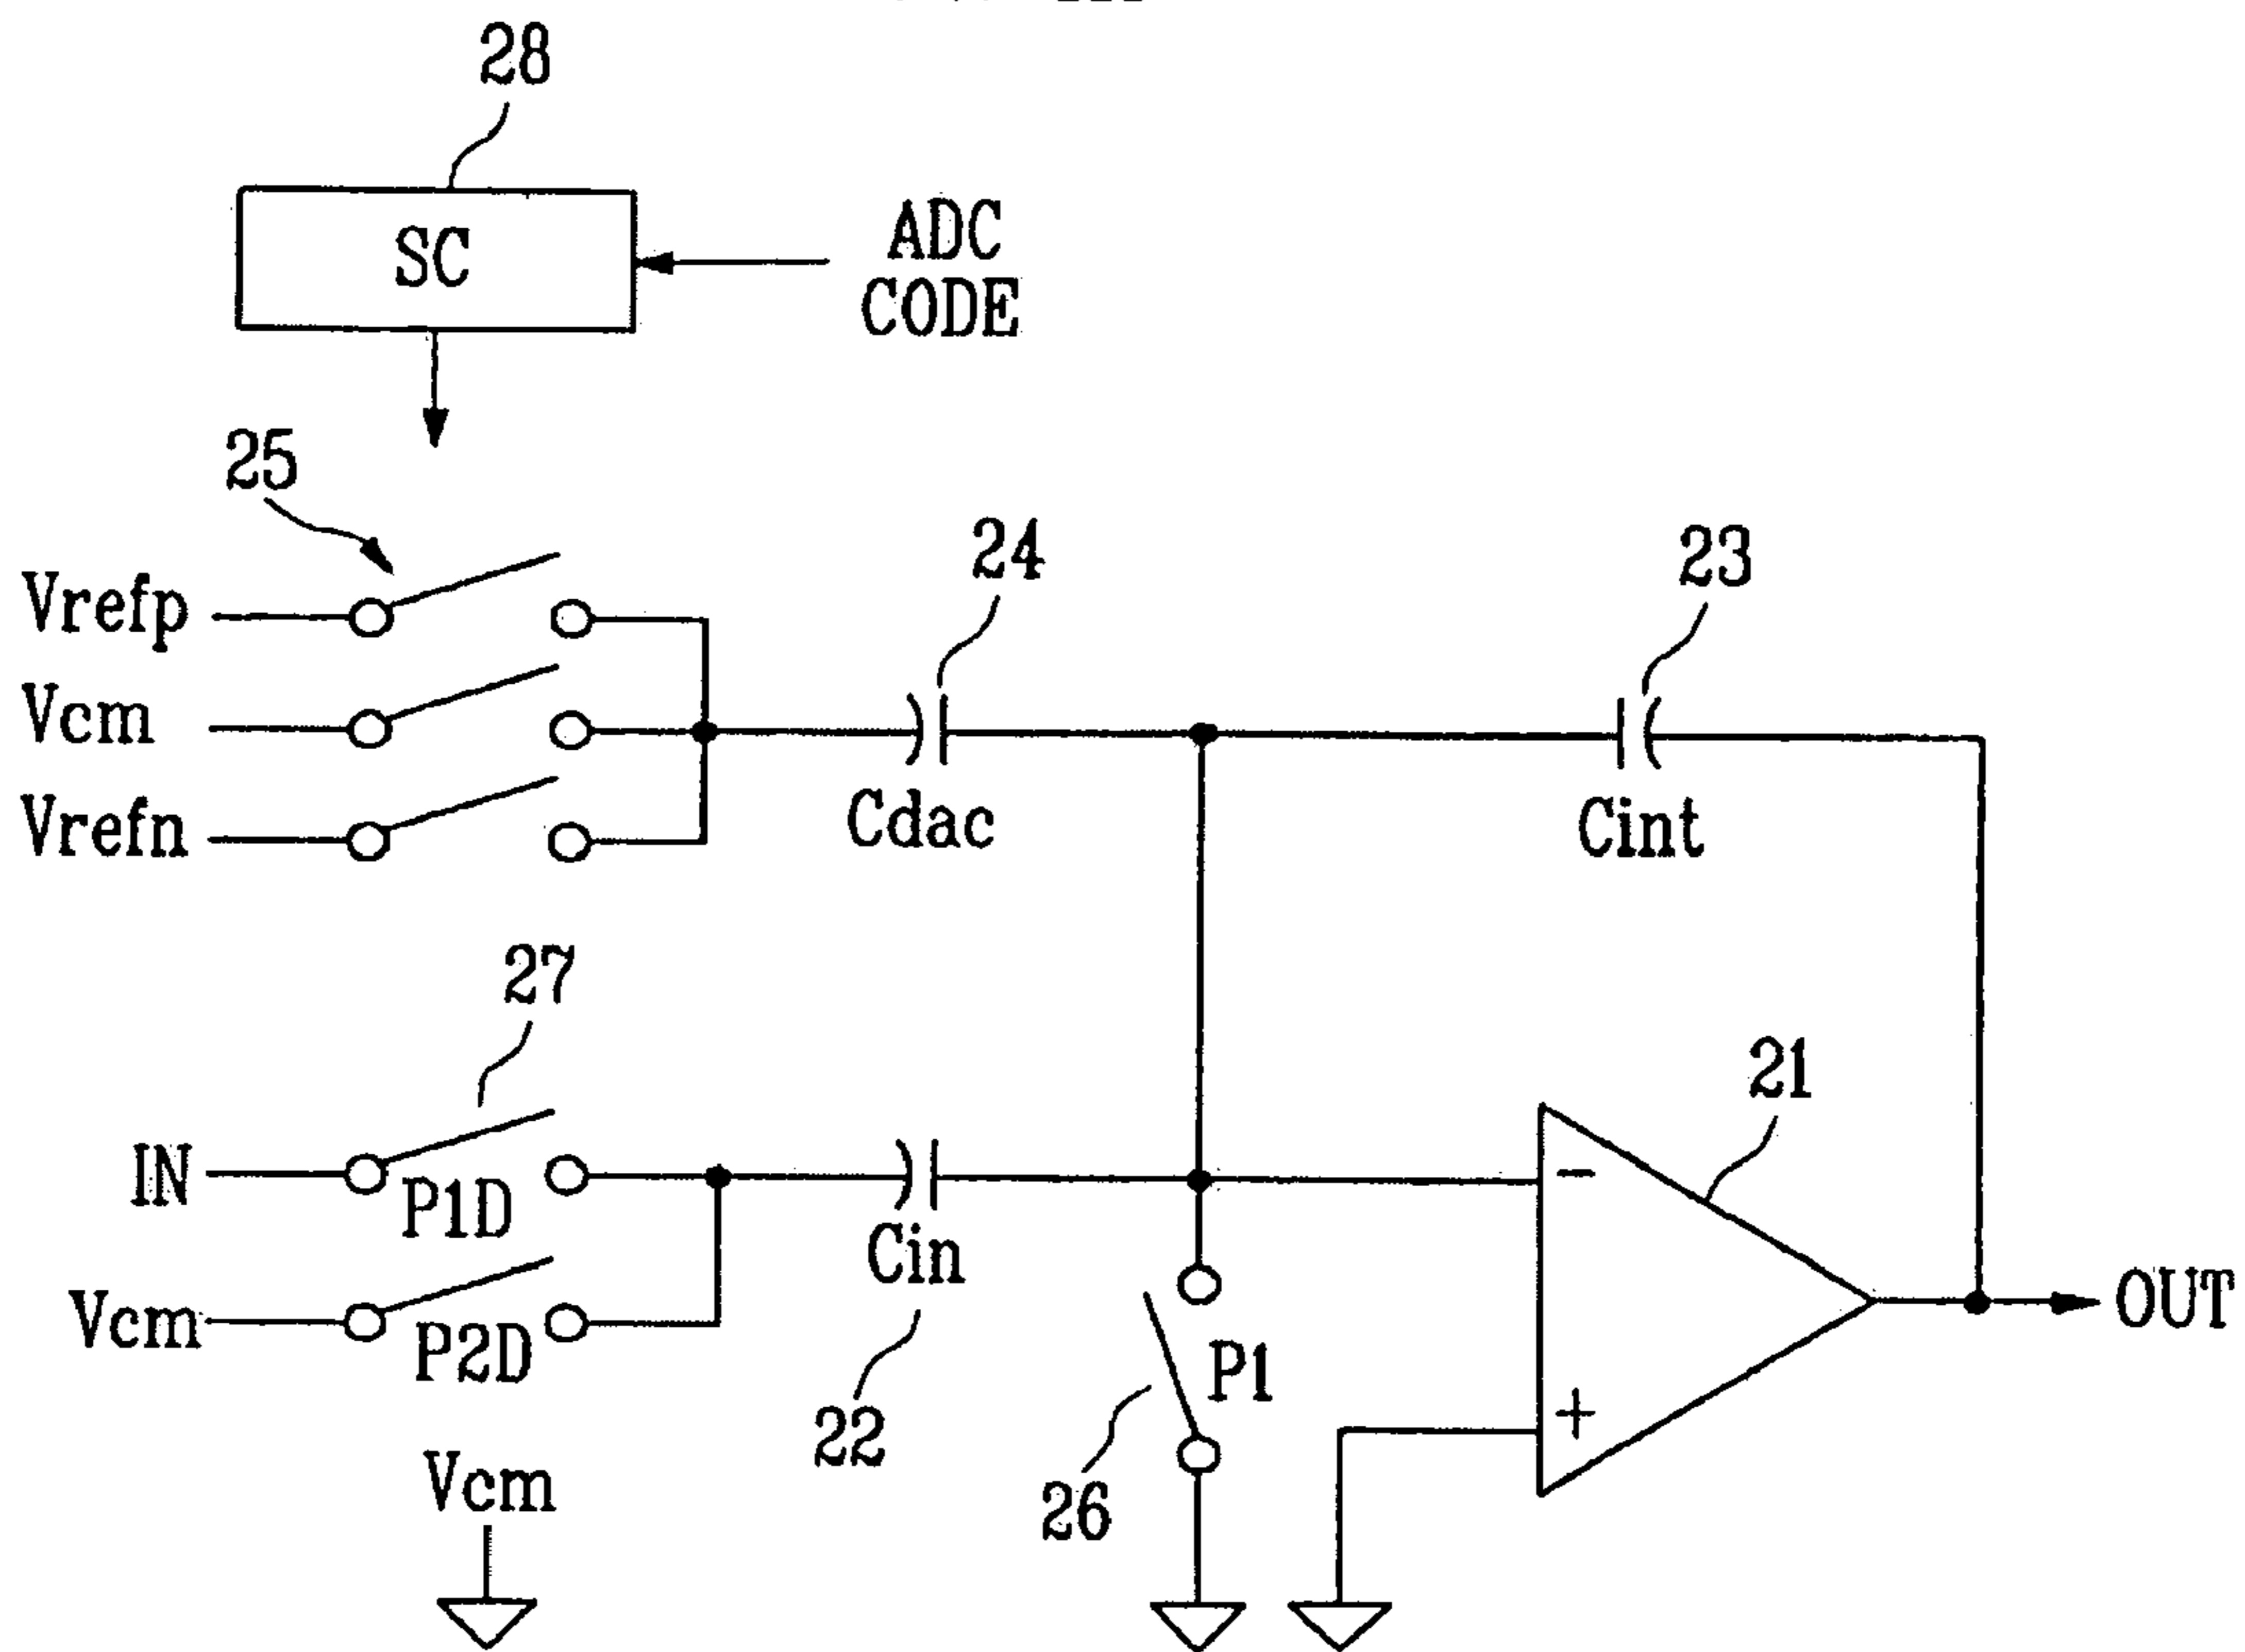 28
SC
ADC
CODE
25
24
23
Vrefp
Vcm
Vrefn
Cdac
Cint
27
21
IN
P1D
Cin
−
OUT
Vcm
P2D
22
P1
+
26
Vcm